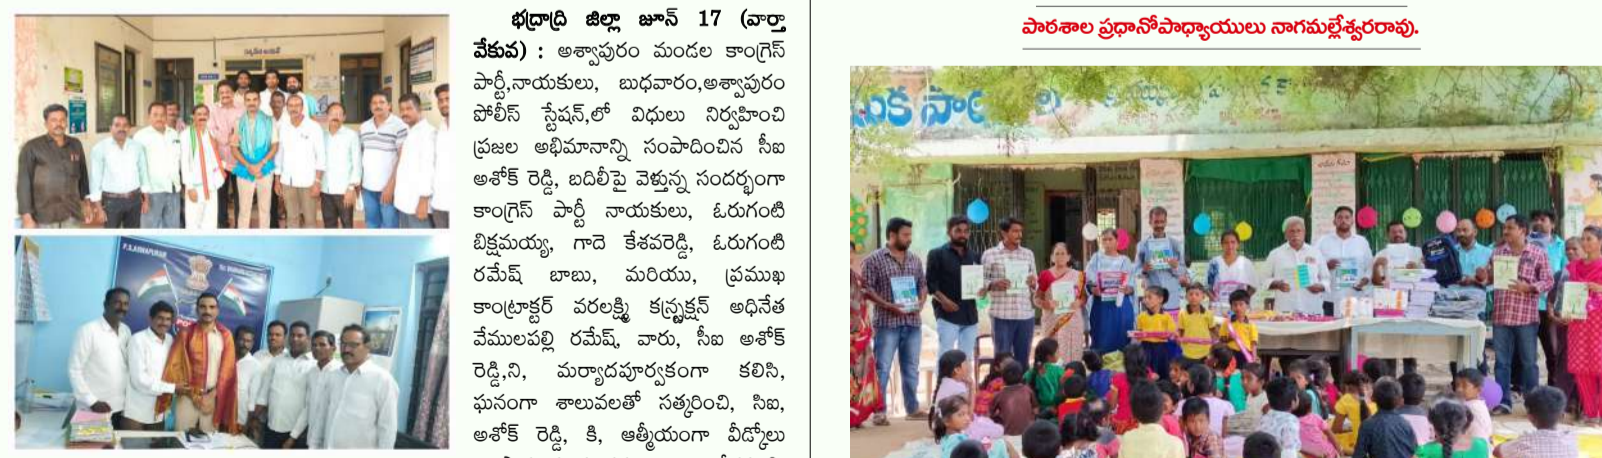 భద్రాద్రి జిల్లా జూన్ 17 (వార్తా
వేకువ) : అశ్వాపురం మండల కాంగ్రెస్
పార్టీ,నాయకులు, బుధవారం,అశ్వాపురం
పోలీస్ స్టేషన్,లో విధులు నిర్వహించి
ప్రజల అభిమానాన్ని సంపాదించిన సీఐ
అశోక్ రెడ్డి, బదిలీపై వెళ్తున్న సందర్భంగా
కాంగ్రెస్ పార్టీ నాయకులు, ఓరుగంటి
బిక్షమయ్య, గాదె కేశవరెడ్డి, ఓరుగంటి
రమేష్ బాబు, మరియు, ప్రముఖ
కాంట్రాక్టర్ వరలక్ష్మి కన్స్ట్రక్షన్ అధినేత
వేములపల్లి రమేష్, వారు, సీఐ అశోక్
రెడ్డి,ని, మర్యాదపూర్వకంగా కలిసి,
ఘనంగా శాలువలతో సత్కరించి, సిఐ,
అశోక్ రెడ్డి, కి, ఆత్మీయంగా వీడ్కోలు
పాఠశాల ప్రధానోపాధ్యాయులు నాగమల్లేశ్వరరావు.
P.S.ASWAPURAM